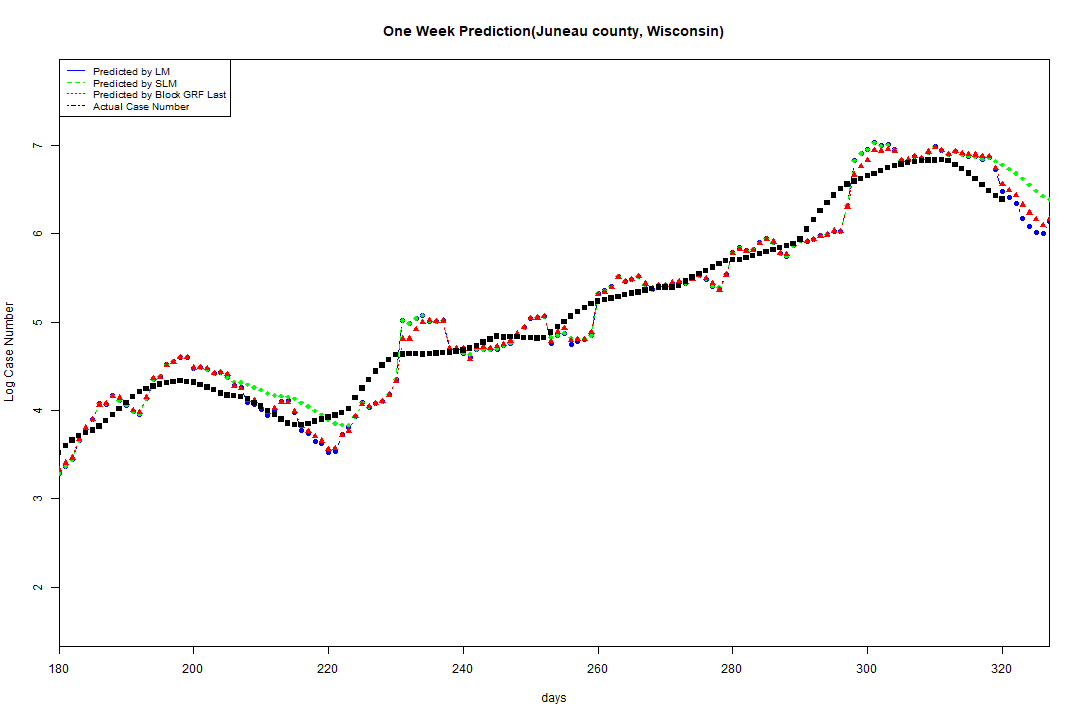 One Week Prediction(Juneau county, Wisconsin)
Predicted by LM
Predicted by SLM
Predicted by Block GRF Last
Actual Case Number
Log Case Number
7
6
5
4
3
2
180 200 220 240 260 280 300 320
days